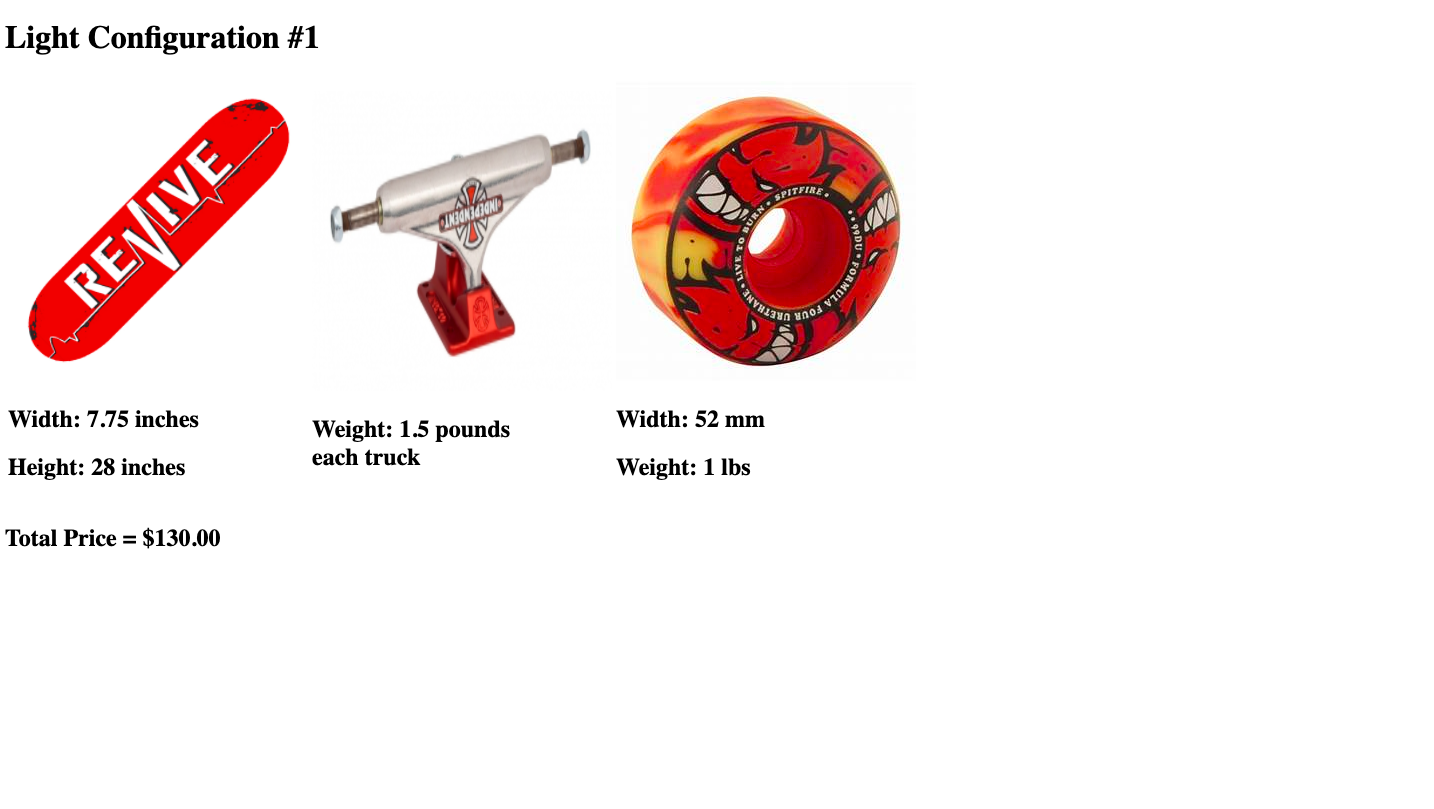 Light Configuration #1
REVIVE
INDEPENDENT
LIVE TO BURN • SPITFIRE • 99DU • FORMULA FOUR URETHANE •
Width: 7.75 inches
Height: 28 inches
Weight: 1.5 pounds
each truck
Width: 52 mm
Weight: 1 lbs
Total Price = $130.00